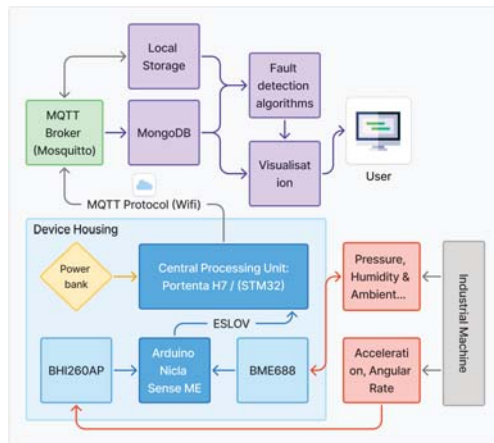 Local
Storage
Fault
detection
algorithms
MQTT
Broker
(Mosquitto)
MongoDB
Visualisat
ion
User
MQTT Protocol (Wifi)
Device Housing
Power
bank
Central Processing Unit:
Portenta H7 / (STM32)
Pressure,
Humidity &
Ambient...
Industrial Machine
ESLOV
BHI260AP
Arduino
Nicla
Sense ME
BME688
Accelerati
on, Angular
Rate